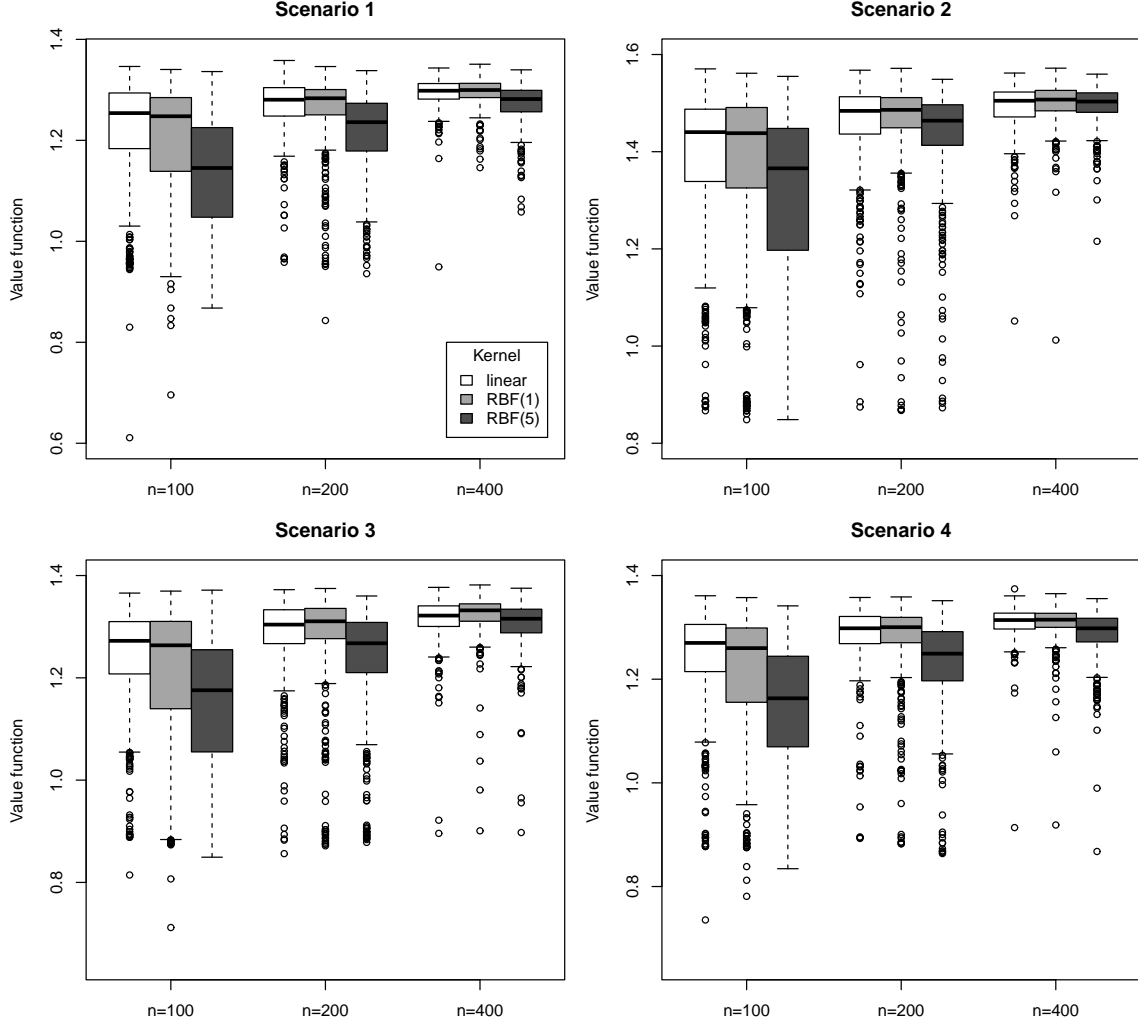 Scenario 1
Value function
1.4
1.2
1.0
0.8
0.6
Kernel
linear
RBF(1)
RBF(5)
n=100 n=200 n=400
Scenario 2
Value function
1.6
1.4
1.2
1.0
0.8
n=100 n=200 n=400
Scenario 3
Value function
1.4
1.2
1.0
0.8
n=100 n=200 n=400
Scenario 4
Value function
1.4
1.2
1.0
0.8
n=100 n=200 n=400